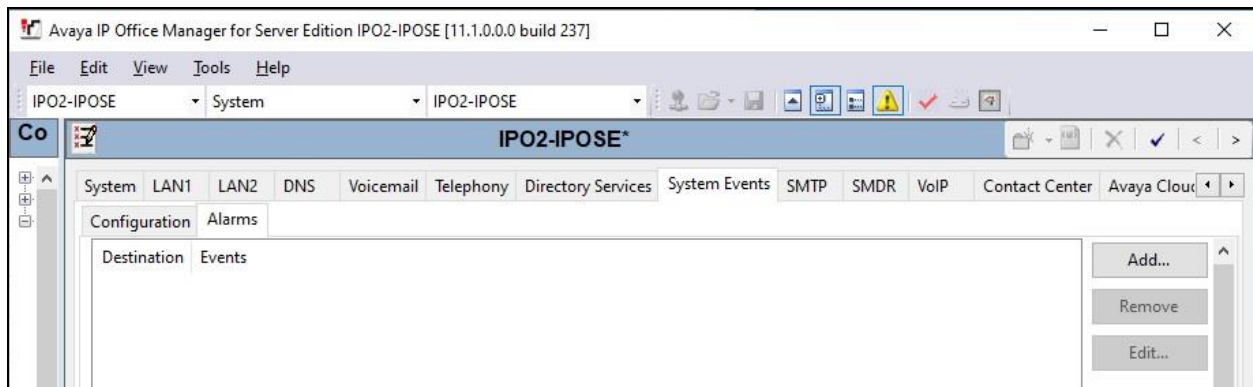 Avaya IP Office Manager for Server Edition IPO2-IPOSE [11.1.0.0.0 build 237]
File Edit View Tools Help
IPO2-IPOSE System IPO2-IPOSE
Co IPO2-IPOSE*
System LAN1 LAN2 DNS Voicemail Telephony Directory Services System Events SMTP SMDR VoIP Contact Center Avaya Cloud
Configuration Alarms
Destination Events Add...
Remove
Edit...